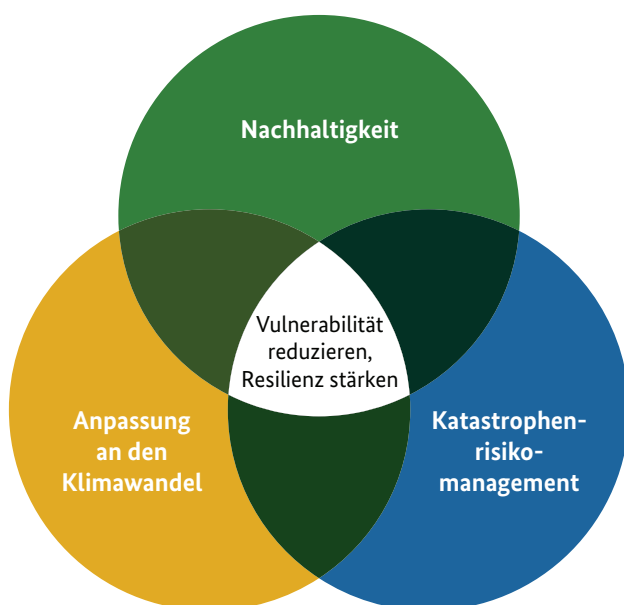 Nachhaltigkeit
Vulnerabilität
reduzieren,
Resilienz stärken
Anpassung
an den
Klimawandel
Katastrophen-
risiko-
management